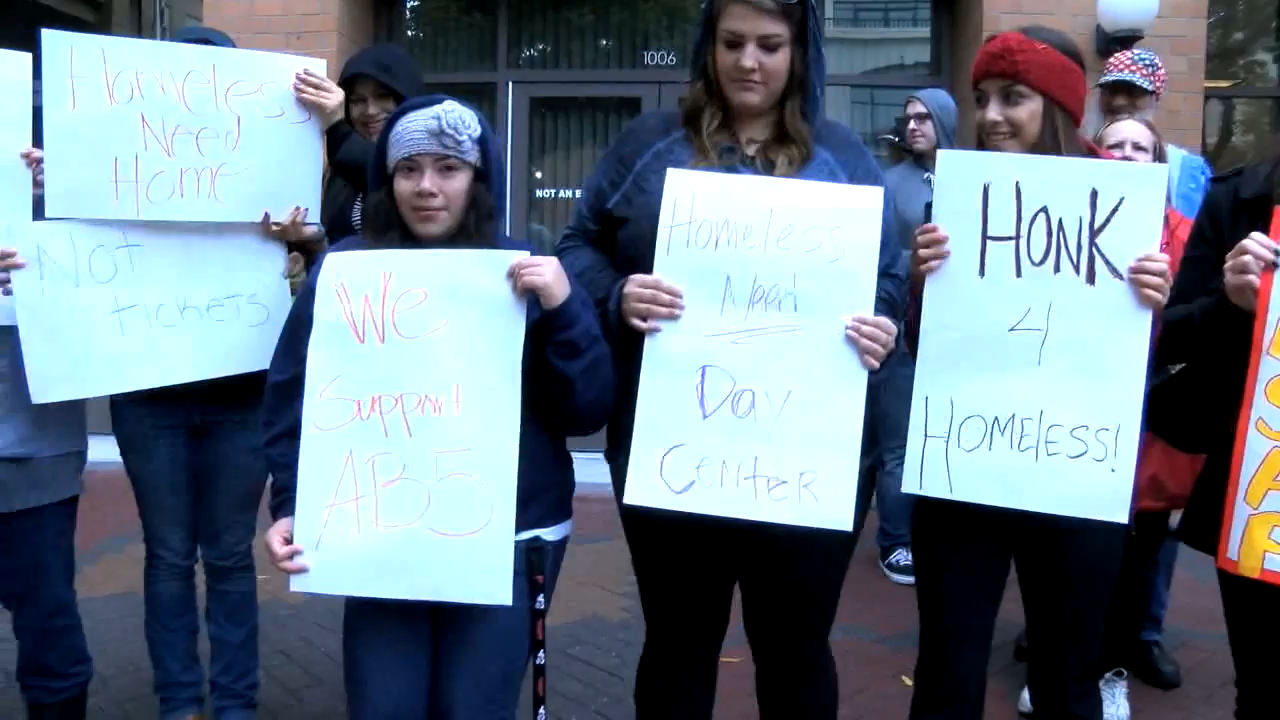 Homeless
Need
Home
Not
tickets
We
Support
AB5
Homeless
Need
Day
Center
HONK
4
HOMELESS!
1006
NOT AN E